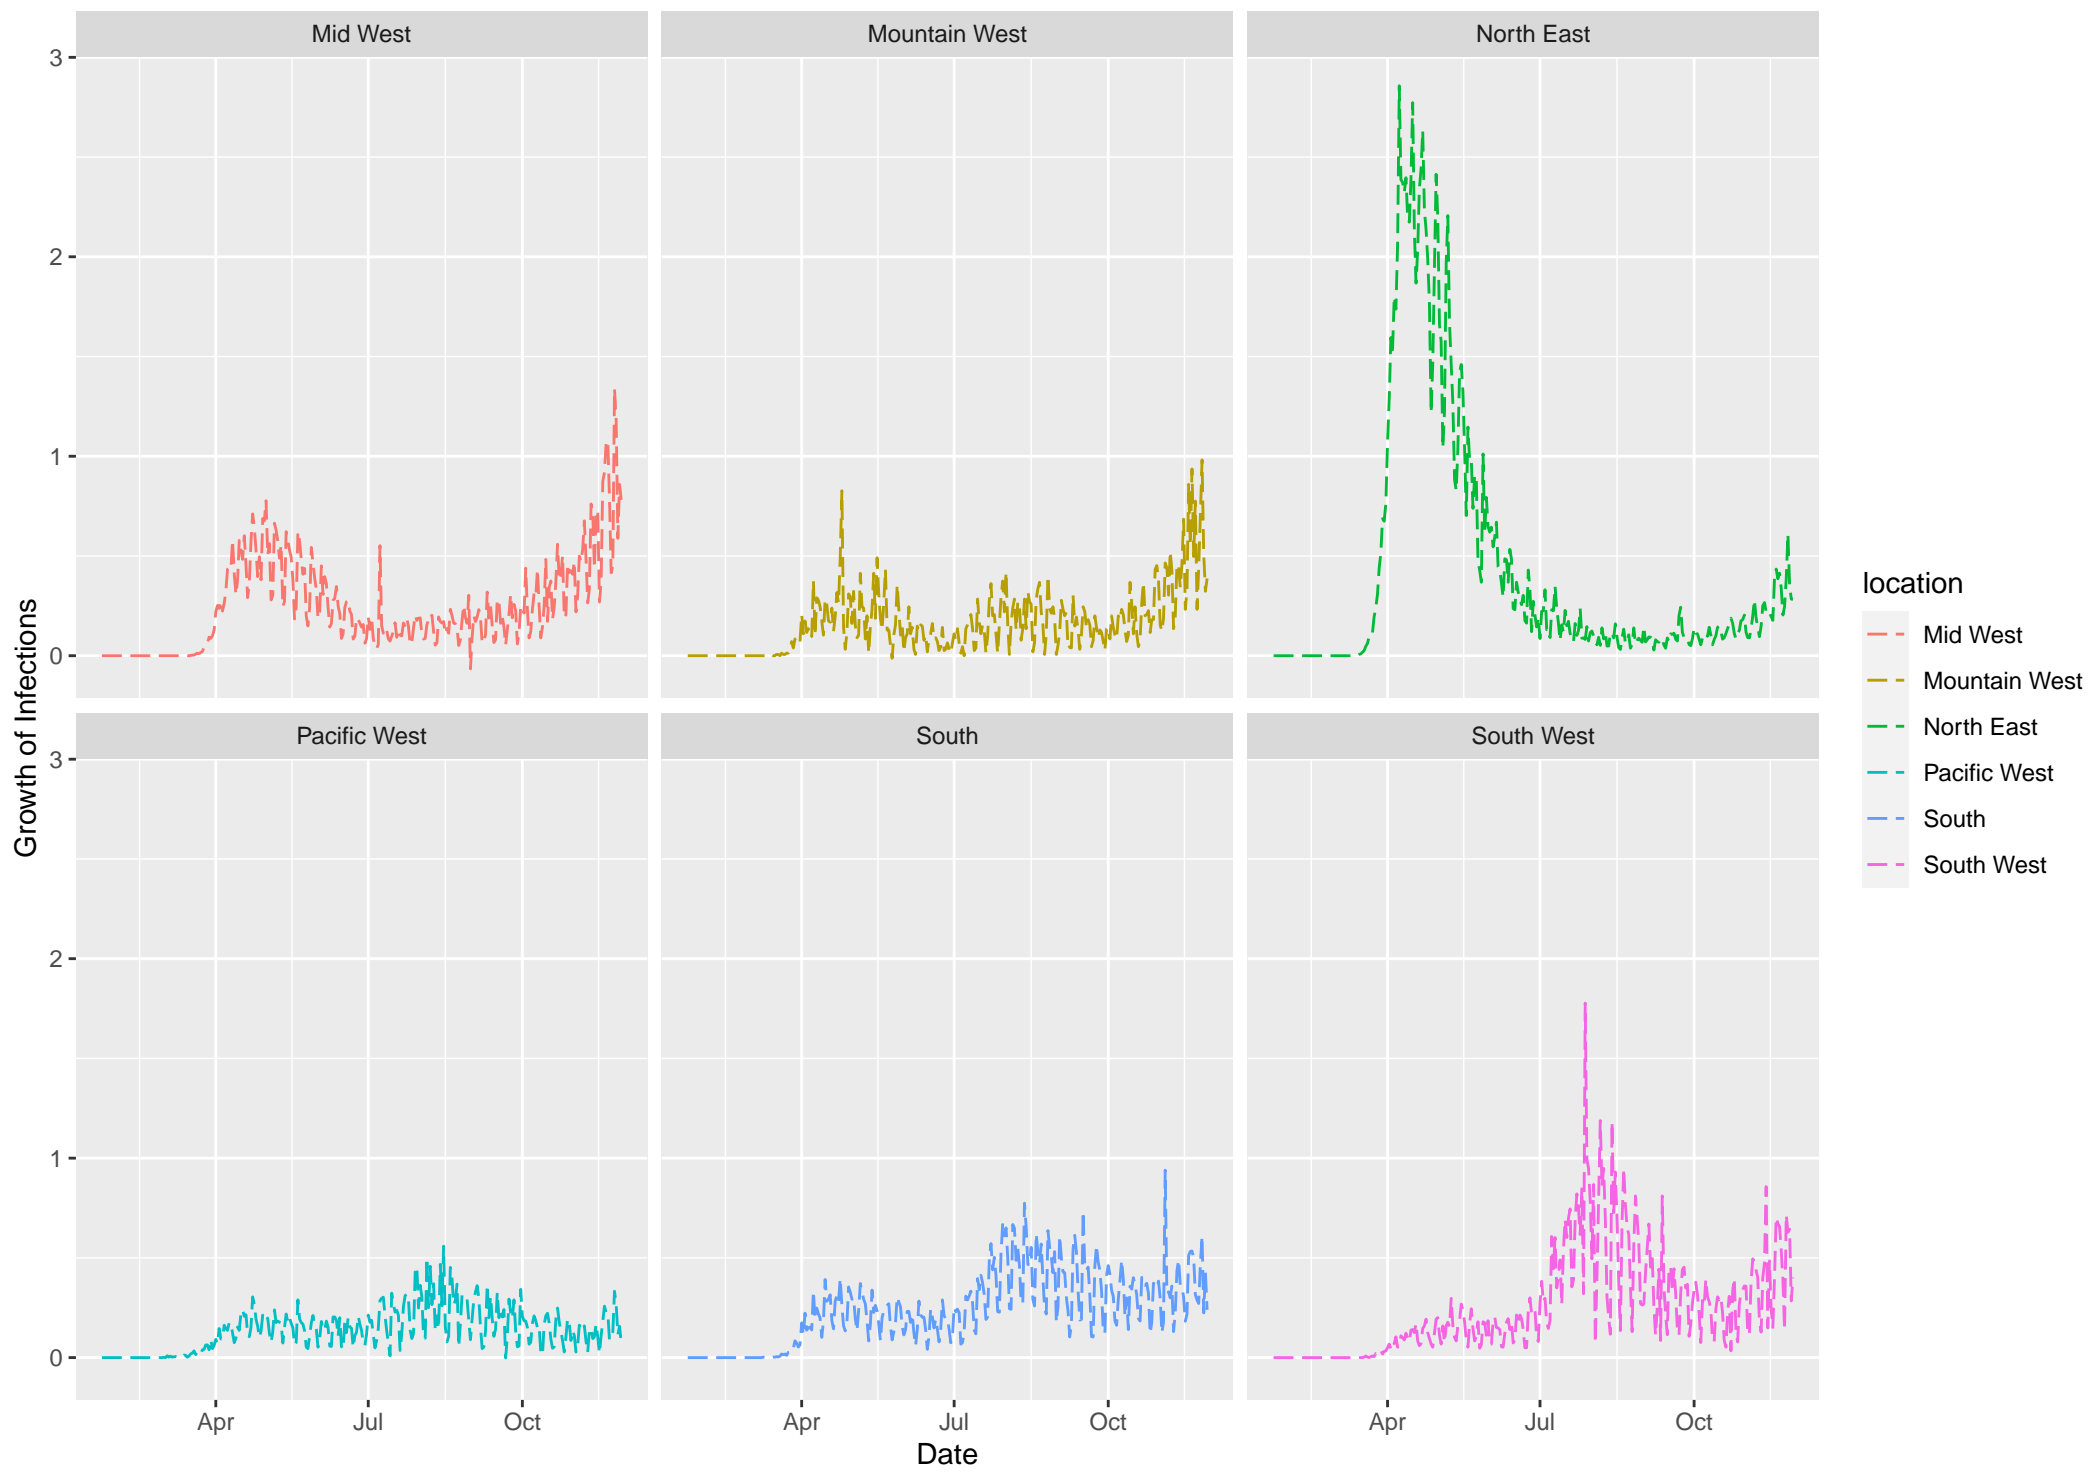 Mid West
Mountain West
North East
3
2
1
0
Pacific West
South
South West
3
2
1
0
Growth of Infections
Apr
Jul
Oct
Apr
Jul
Oct
Apr
Jul
Oct
Date
location
Mid West
Mountain West
North East
Pacific West
South
South West